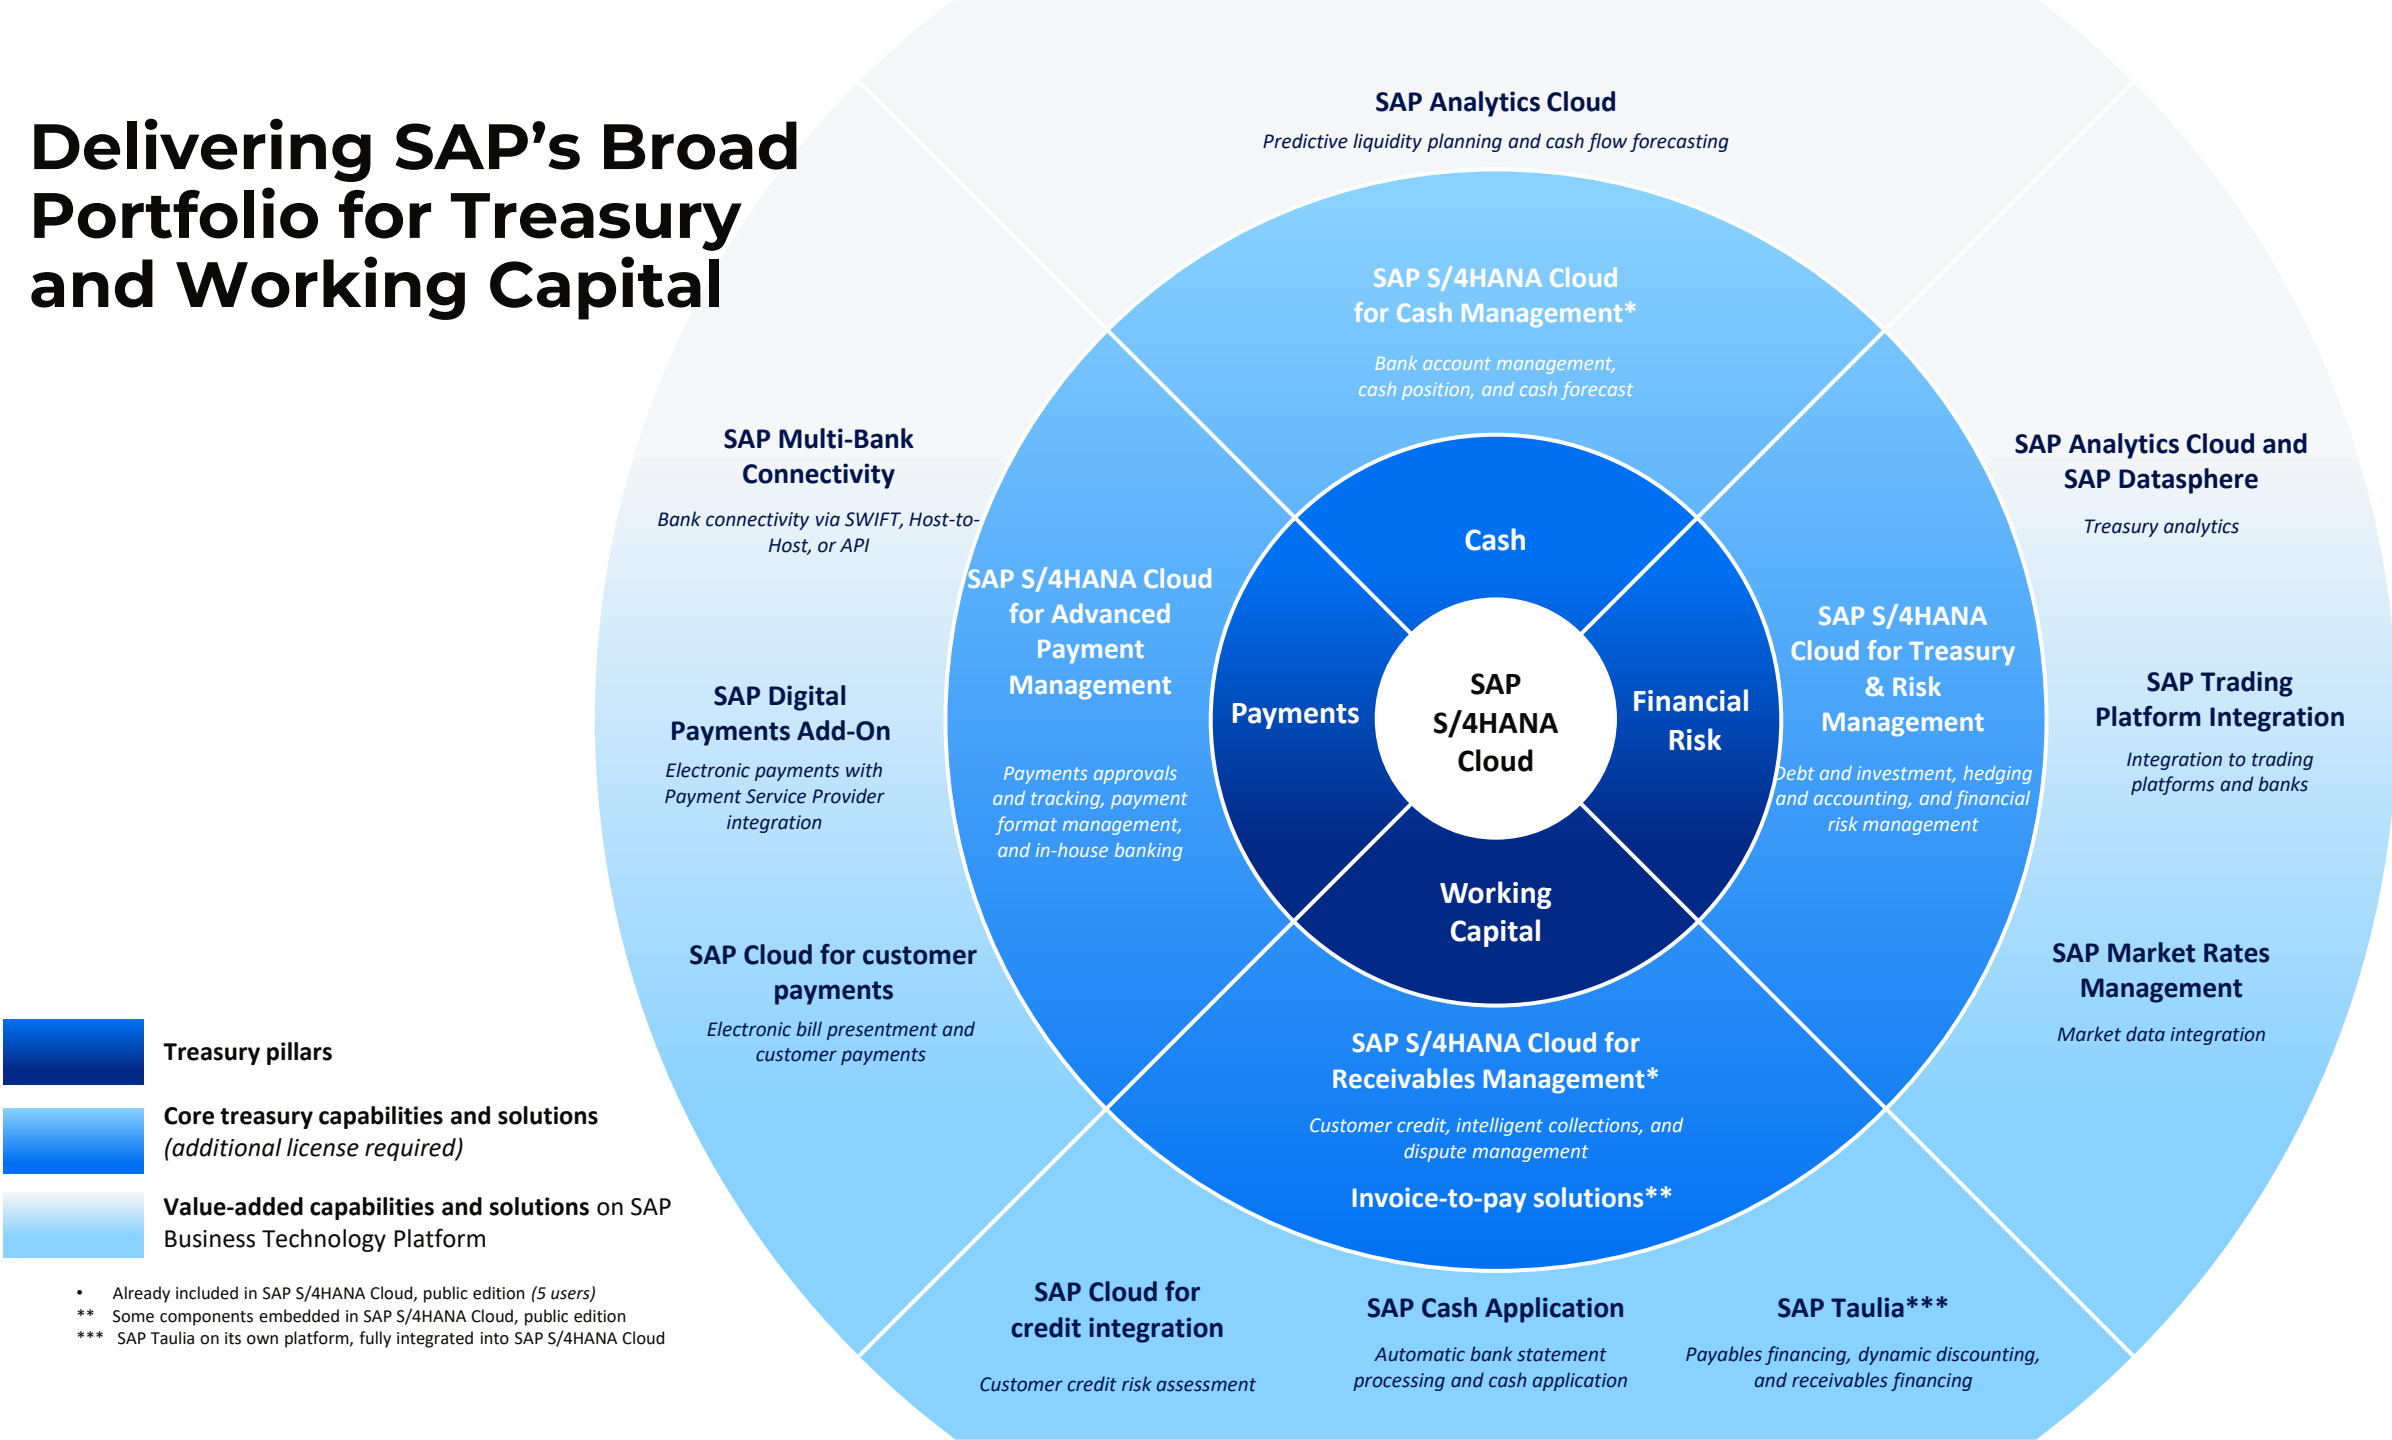 Delivering SAP’s Broad
Portfolio for Treasury
and Working Capital
SAP Analytics Cloud
Predictive liquidity planning and cash flow forecasting
SAP S/4HANA Cloud
for Cash Management*
Bank account management,
cash position, and cash forecast
SAP Multi-Bank
Connectivity
Bank connectivity via SWIFT, Host-to-
Host, or API
SAP Digital
Payments Add-On
Electronic payments with
Payment Service Provider
integration
SAP Cloud for customer
payments
Electronic bill presentment and
customer payments
SAP S/4HANA Cloud
for Advanced
Payment
Management
Payments approvals
and tracking, payment
format management,
and in-house banking
Cash
Payments
SAP
S/4HANA
Cloud
Financial
Risk
Working
Capital
SAP S/4HANA
Cloud for Treasury
& Risk
Management
Debt and investment, hedging
and accounting, and financial
risk management
SAP Analytics Cloud and
SAP Datasphere
Treasury analytics
SAP Trading
Platform Integration
Integration to trading
platforms and banks
SAP Market Rates
Management
Market data integration
SAP S/4HANA Cloud for
Receivables Management*
Customer credit, intelligent collections, and
dispute management
Invoice-to-pay solutions**
SAP Cloud for
credit integration
Customer credit risk assessment
SAP Cash Application
Automatic bank statement
processing and cash application
SAP Taulia***
Payables financing, dynamic discounting,
and receivables financing
Treasury pillars
Core treasury capabilities and solutions
(additional license required)
Value-added capabilities and solutions on SAP
Business Technology Platform
• Already included in SAP S/4HANA Cloud, public edition (5 users)
** Some components embedded in SAP S/4HANA Cloud, public edition
*** SAP Taulia on its own platform, fully integrated into SAP S/4HANA Cloud